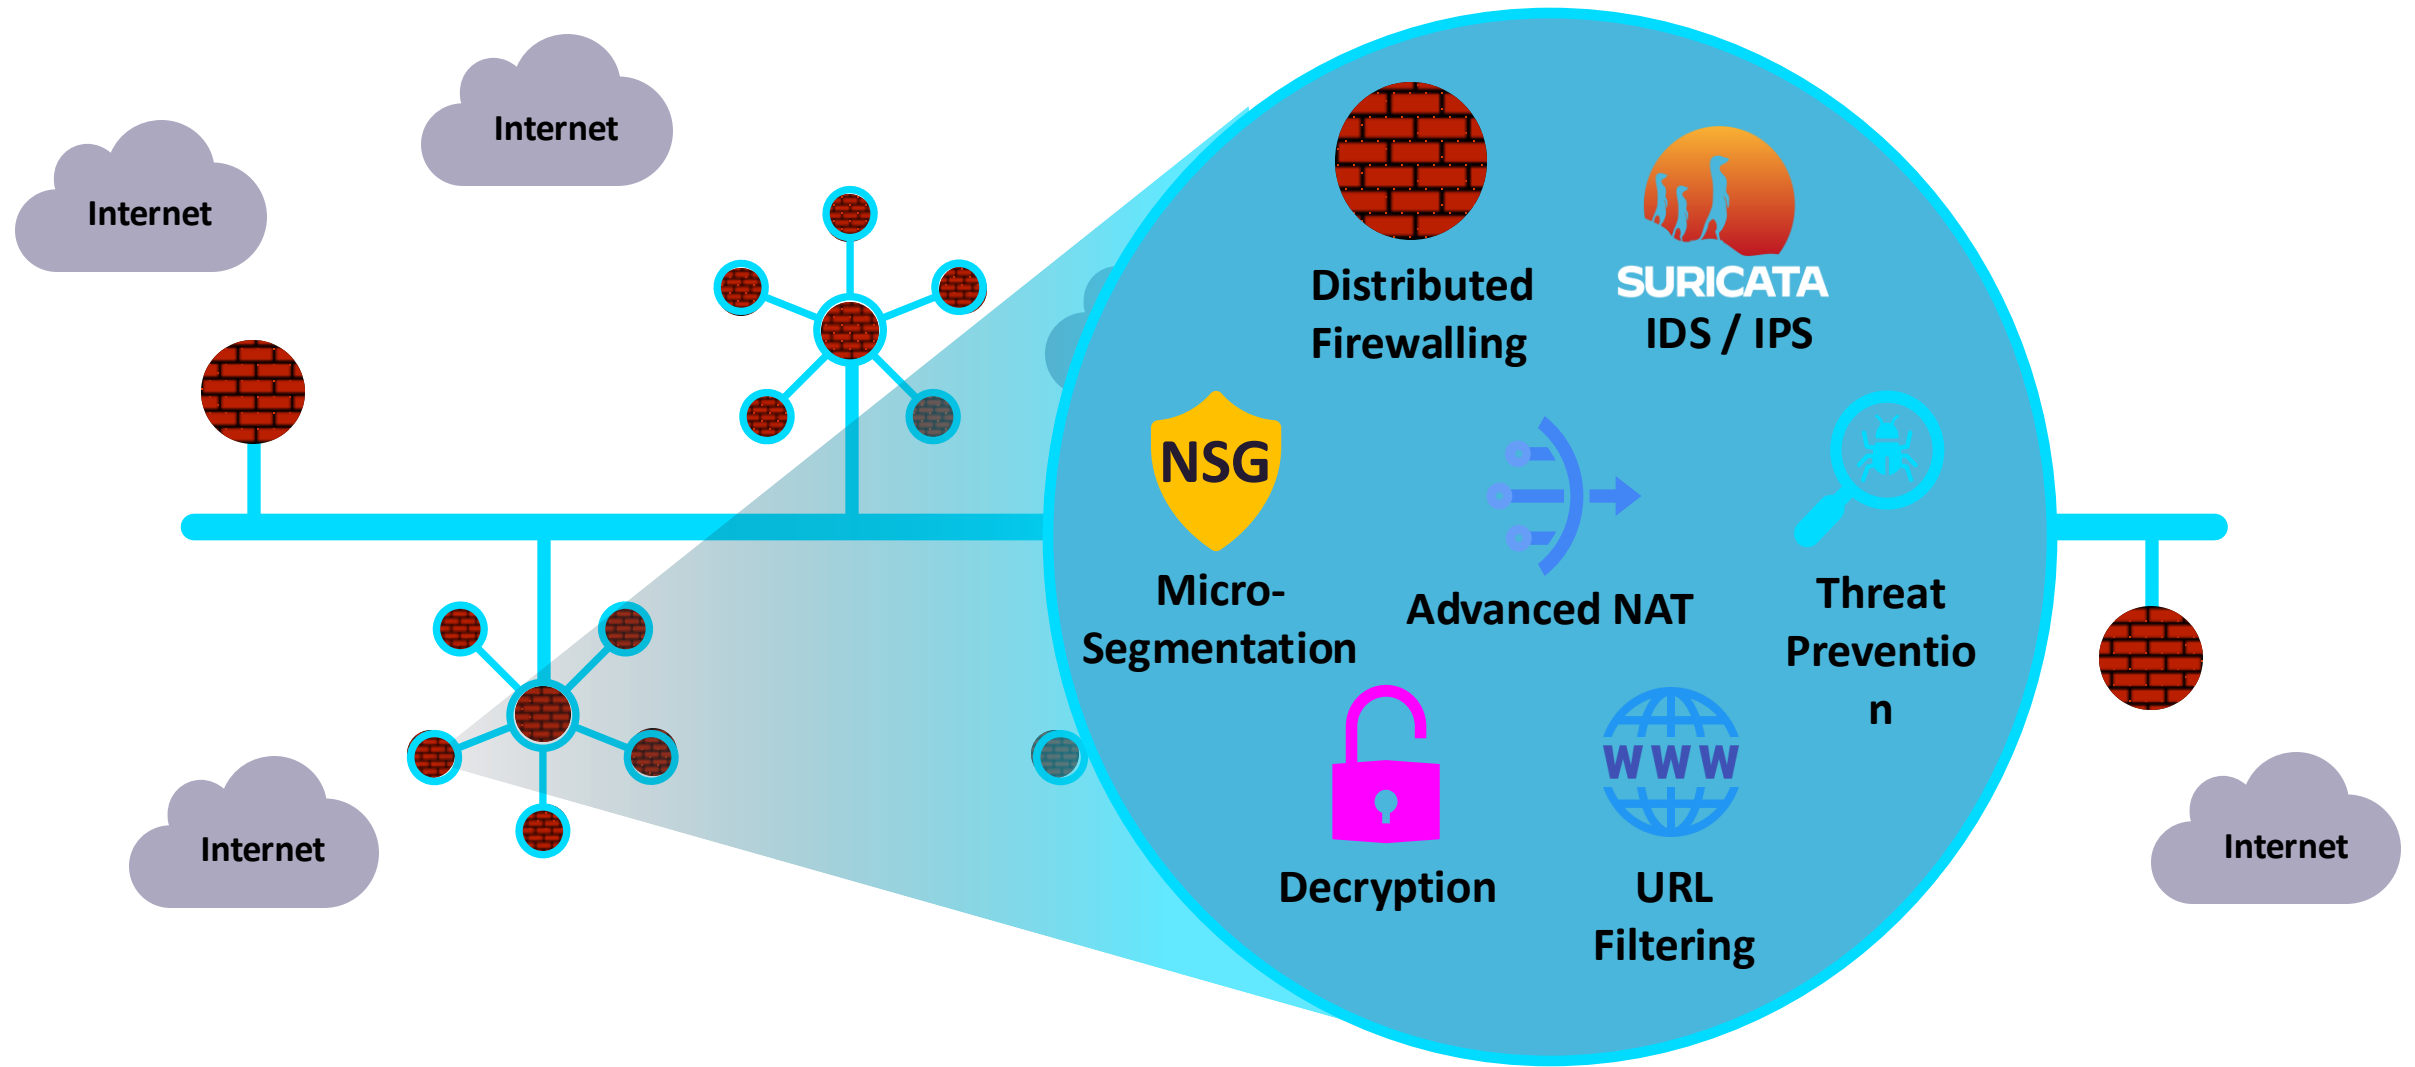 Internet
Internet
Internet
Internet
Distributed
Firewalling
SURICATA
IDS / IPS
NSG
Micro-
Segmentation
Advanced NAT
Threat
Preventio
n
Decryption
WWW
URL
Filtering